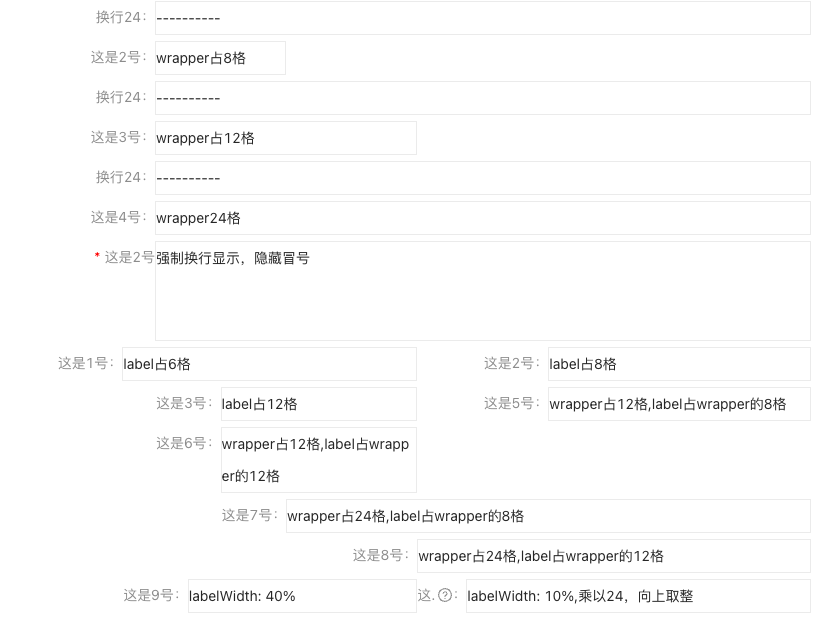 换行24： ----------
这是2号： wrapper占8格
换行24： ----------
这是3号： wrapper占12格
换行24： ----------
这是4号： wrapper24格
* 这是2号 强制换行显示，隐藏冒号
这是1号： label占6格 这是2号： label占8格
这是3号： label占12格 这是5号： wrapper占12格,label占wrapper的8格
这是6号： wrapper占12格,label占wrapp
er的12格
这是7号： wrapper占24格,label占wrapper的8格
这是8号： wrapper占24格,label占wrapper的12格
这是9号： labelWidth: 40% 这.?： labelWidth: 10%,乘以24，向上取整